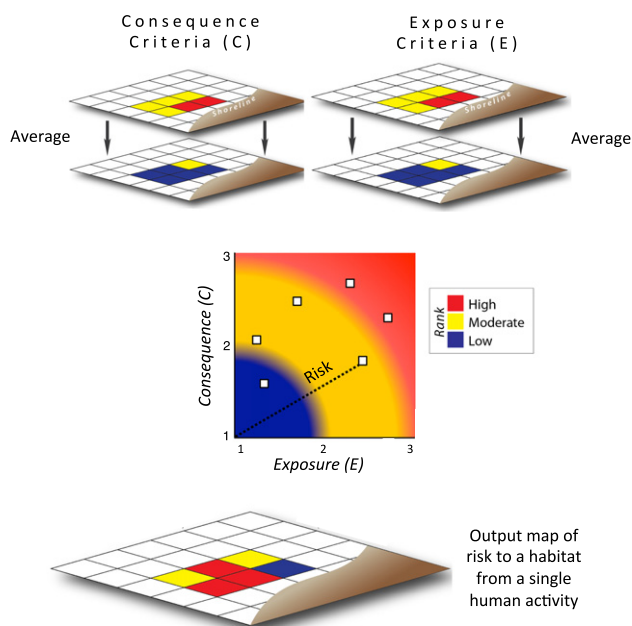 Consequence
Criteria (C)
Exposure
Criteria (E)
Shoreline
Shoreline
Average
Average
3
2
1
Consequence (C)
Risk
1
2
3
Exposure (E)
Rank
High
Moderate
Low
Output map of
risk to a habitat
from a single
human activity